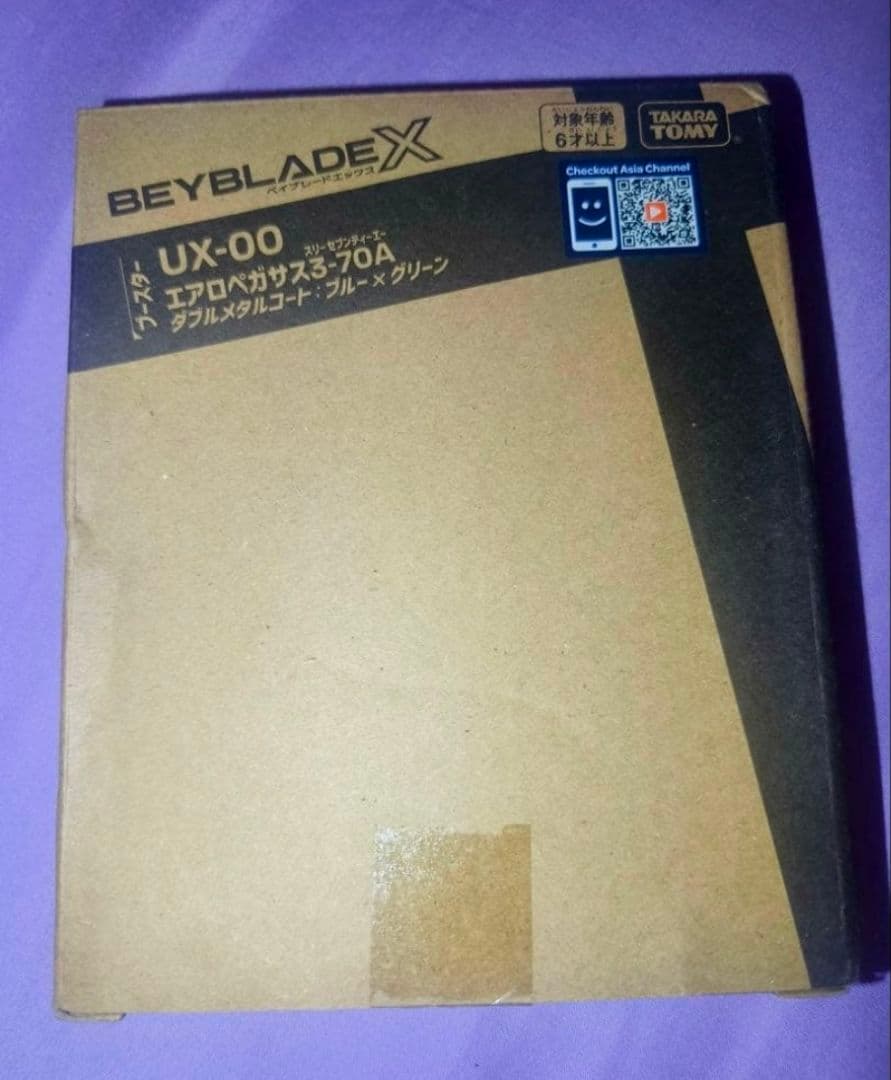 BEYBLADE X
ベイブレードエックス
対象年齢
6才以上
TAKARA
TOMY
Checkout Asia Channel
ブースター
UX-00
スリーセブンティーエー
エアロペガサス3-70A
ダブルメタルコート:ブルー×グリーン